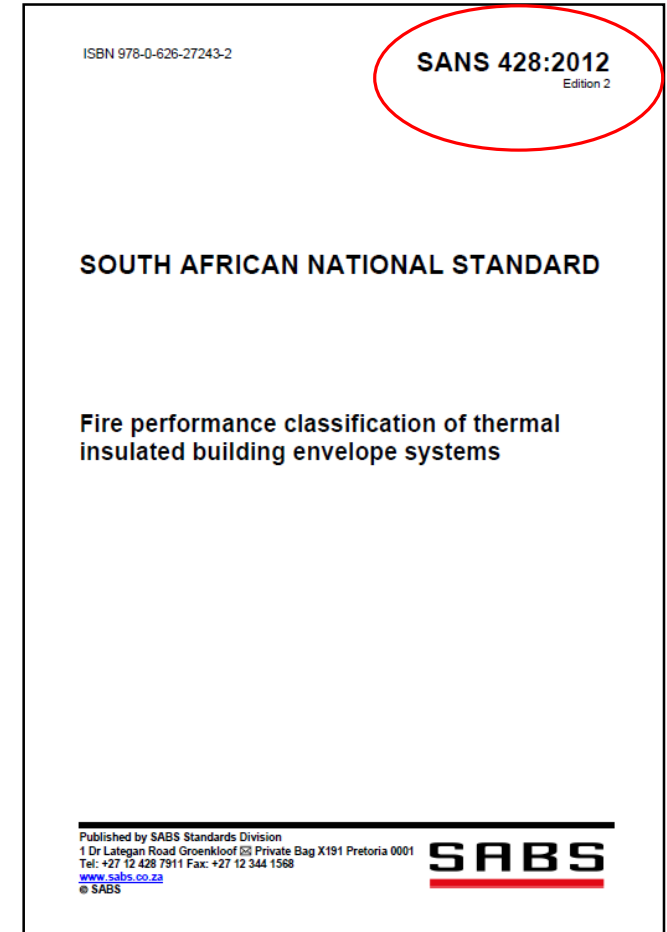 ISBN 978-0-626-27243-2
SANS 428:2012
Edition 2
SOUTH AFRICAN NATIONAL STANDARD
Fire performance classification of thermal
insulated building envelope systems
Published by SABS Standards Division
1 Dr Lategan Road Groenkloof ✉ Private Bag X191 Pretoria 0001
Tel: +27 12 428 7911 Fax: +27 12 344 1568
www.sabs.co.za
© SABS
SABS